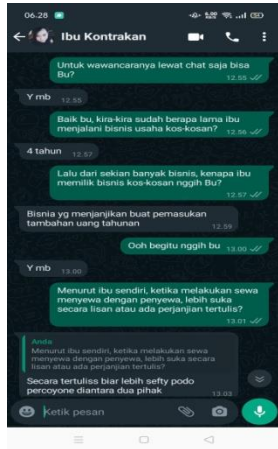 06.28
Ibu Kontrakan
Untuk wawancaranya lewat chat saja bisa
Bu?
12.55
Y mb 12.55
Baik bu, kira-kira sudah berapa lama ibu
menjalani bisnis usaha kos-kosan? 12.56
4 tahun 12.57
Lalu dari sekian banyak bisnis, kenapa ibu
memilik bisnis kos-kosan nggih Bu?
12.57
Bisnia yg menjanjikan buat pemasukan
tambahan uang tahunan
12.59
Ooh begitu nggih bu 13.00
Y mb 13.00
Menurut ibu sendiri, ketika melakukan sewa
menyewa dengan penyewa, lebih suka
secara lisan atau ada perjanjian tertulis?
13.01
Anda
Menurut ibu sendiri, ketika melakukan sewa
menyewa dengan penyewa, lebih suka secara
lisan atau ada perjanjian tertulis?
Secara tertuliss biar lebih sefty podo
percoyone diantara dua pihak
13.03
Ketik pesan